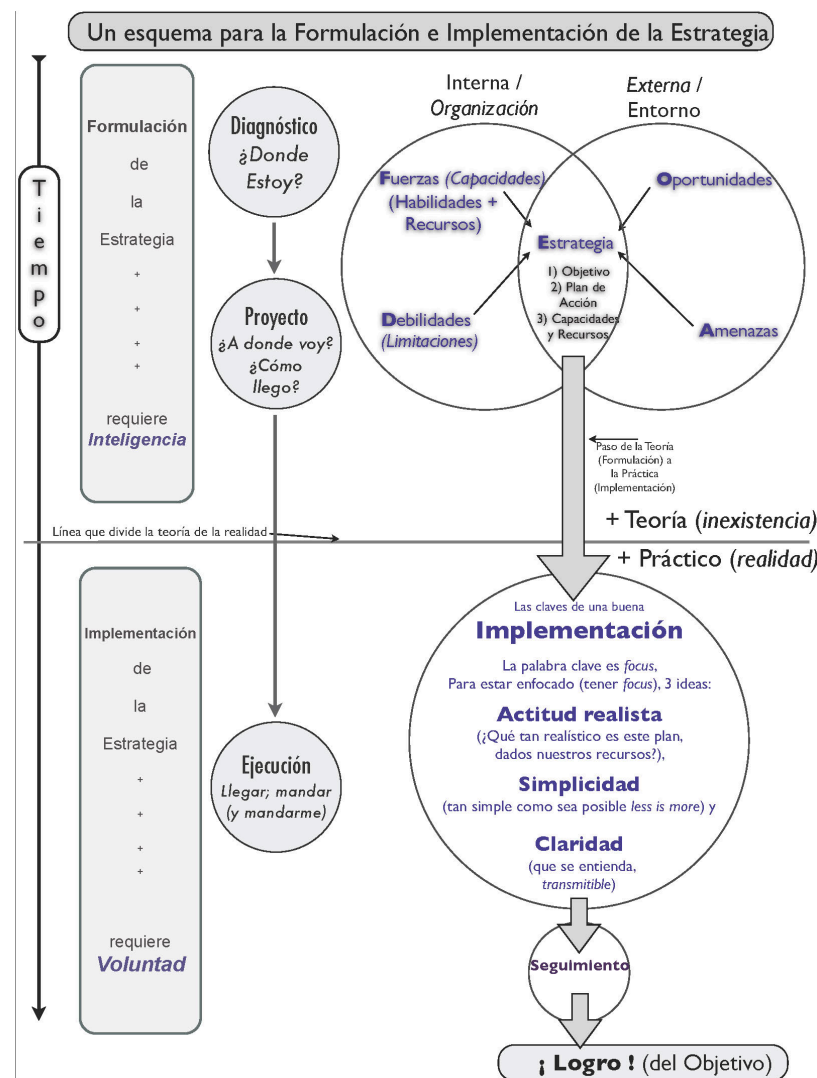 Un esquema para la Formulación e Implementación de la Estrategia
Tiempo
Formulación
de
la
Estrategia
+
+
+
+
requiere
Inteligencia
Diagnóstico
¿Donde
Estoy?
Proyecto
¿A donde voy?
¿Cómo
llego?
Interna /
Organización
Externa /
Entorno
Fuerzas (Capacidades)
(Habilidades +
Recursos)
Debilidades
(Limitaciones)
Estrategia
1) Objetivo
2) Plan de
Acción
3) Capacidades
y Recursos
Oportunidades
Amenazas
Paso de la Teoría
(Formulación) a
la Práctica
(Implementación)
+ Teoría (inexistencia)
Línea que divide la teoría de la realidad
+ Práctico (realidad)
Implementación
de
la
Estrategia
+
+
+
+
requiere
Voluntad
Ejecución
Llegar; mandar
(y mandarme)
Las claves de una buena
Implementación
La palabra clave es focus,
Para estar enfocado (tener focus), 3 ideas:
Actitud realista
(¿Qué tan realístico es este plan,
dados nuestros recursos?),
Simplicidad
(tan simple como sea posible less is more) y
Claridad
(que se entienda,
transmitible)
Seguimiento
¡ Logro ! (del Objetivo)